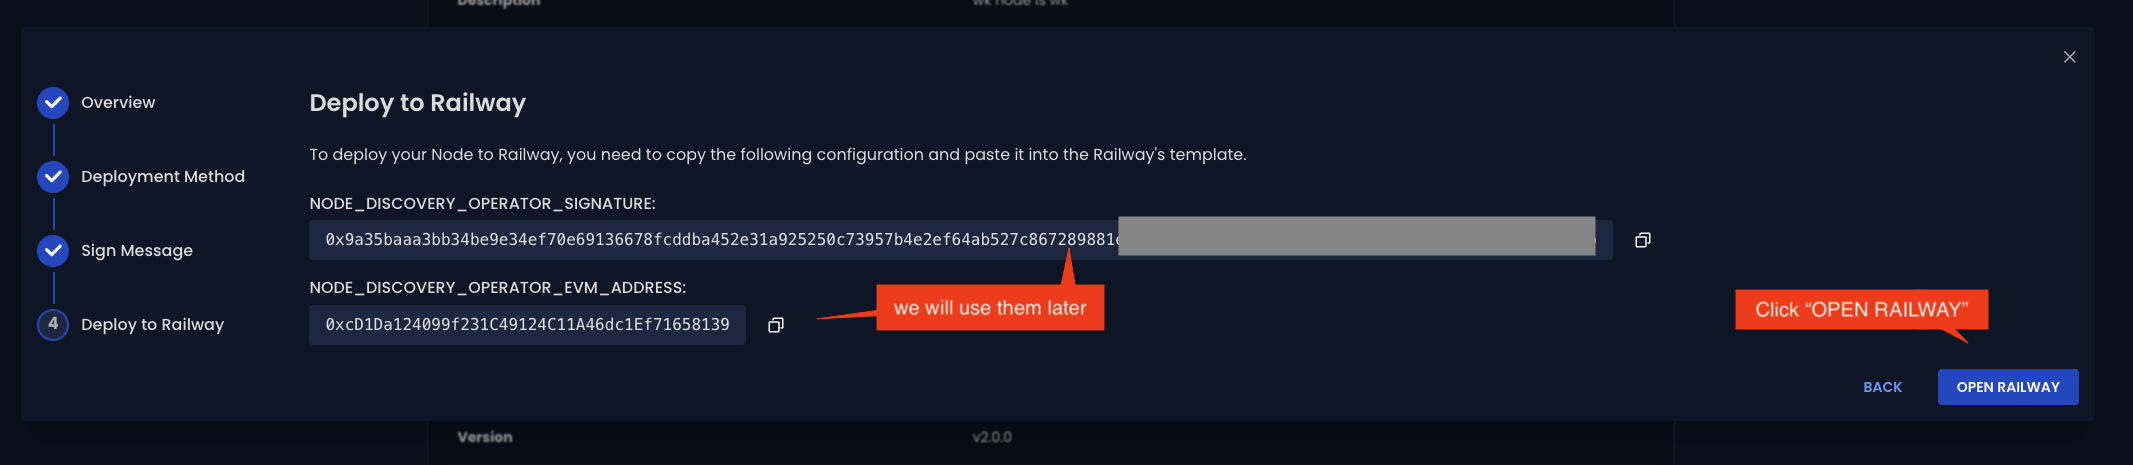 Description
wk node is wk
Overview
Deploy to Railway
To deploy your Node to Railway, you need to copy the following configuration and paste it into the Railway's template.
Deployment Method
NODE_DISCOVERY_OPERATOR_SIGNATURE:
0x9a35baaa3bb34be9e34ef70e69136678fcddba452e31a925250c73957b4e2ef64ab527c867289881
Sign Message
NODE_DISCOVERY_OPERATOR_EVM_ADDRESS:
we will use them later
Click “OPEN RAILWAY”
4
Deploy to Railway
0xcD1Da124099f231C49124C11A46dc1Ef71658139
BACK
OPEN RAILWAY
Version
v2.0.0